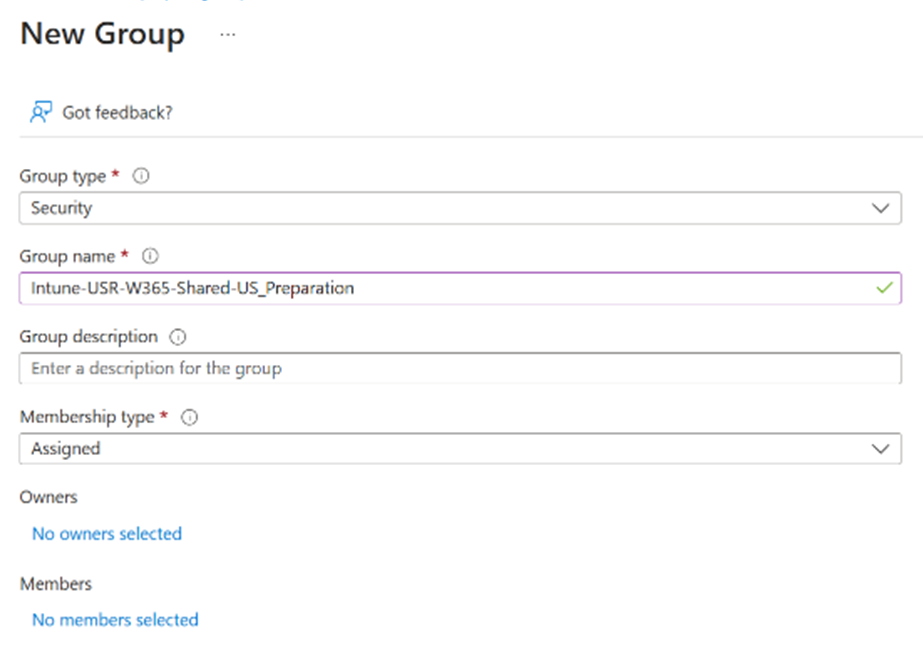 New Group ...
Got feedback?
Group type *
Security
Group name *
Intune-USR-W365-Shared-US_Preparation
Group description
Enter a description for the group
Membership type *
Assigned
Owners
No owners selected
Members
No members selected